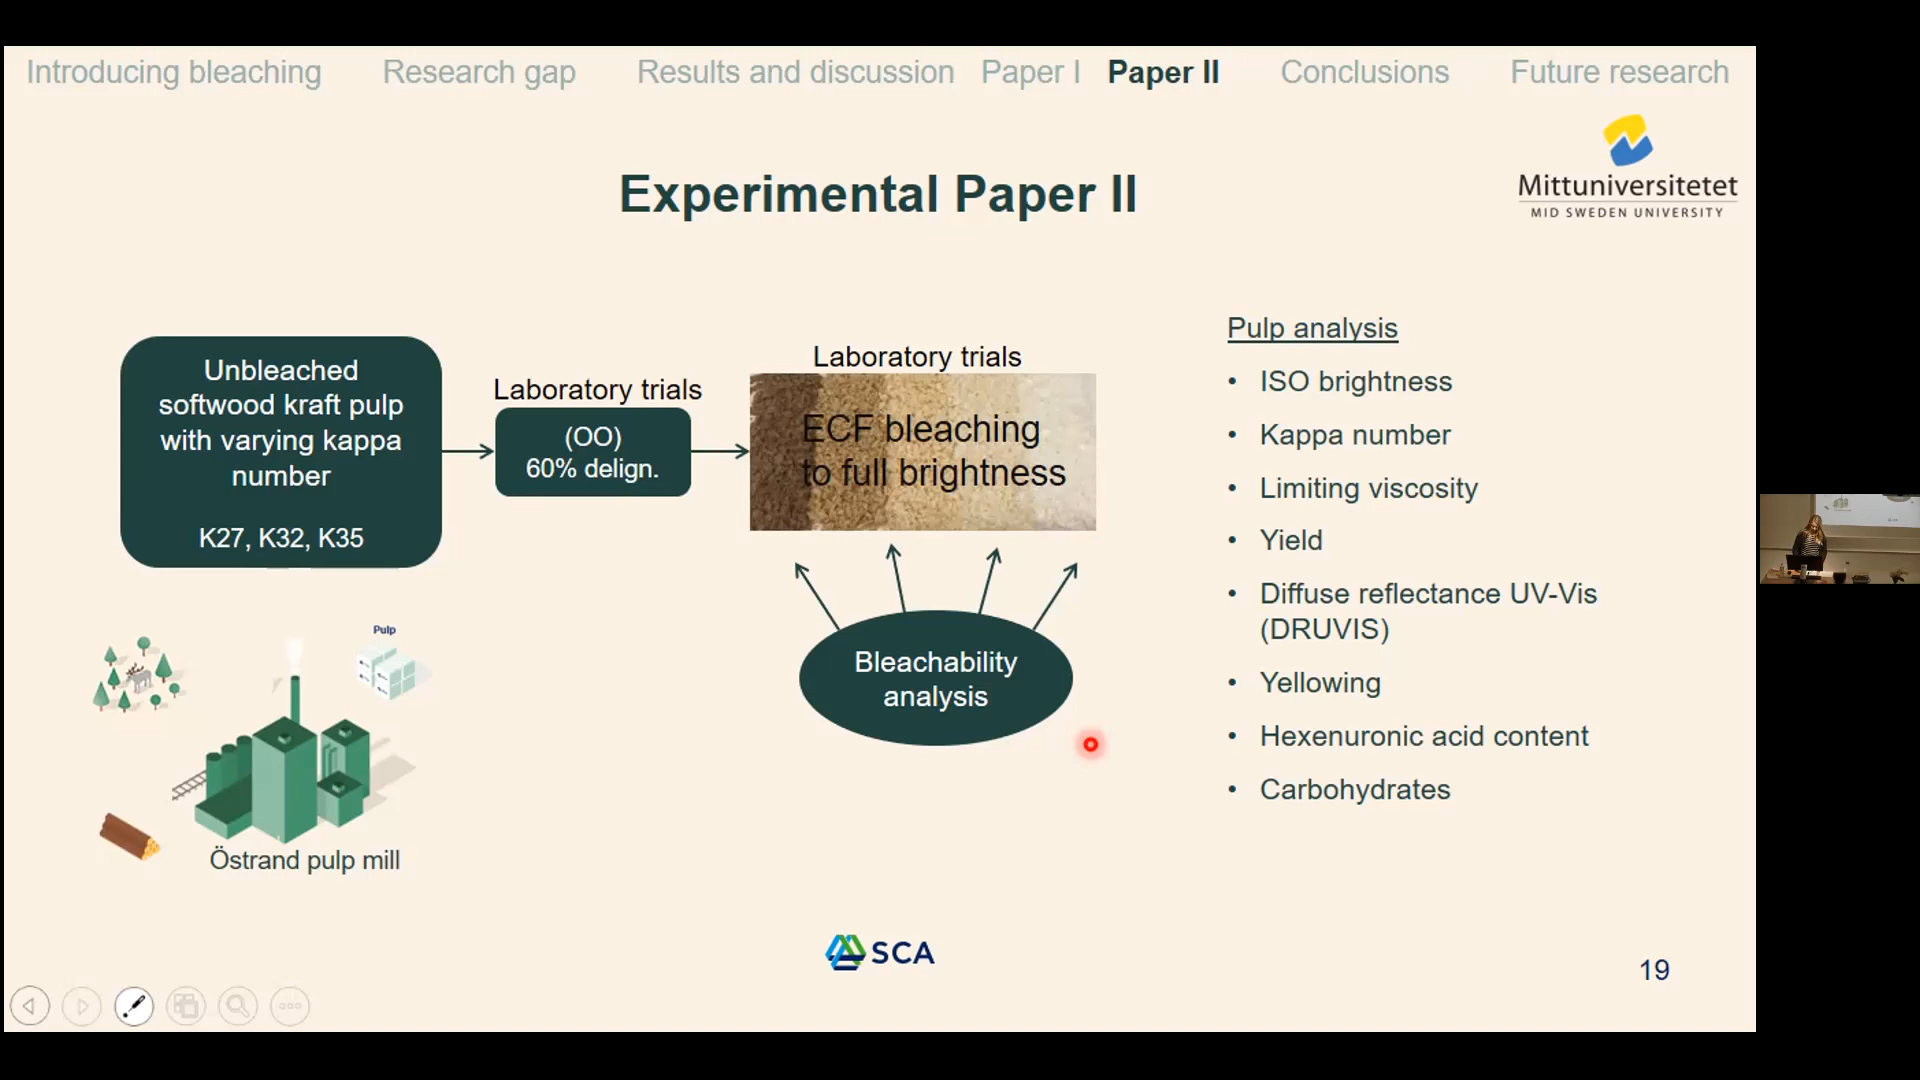 Introducing bleaching Research gap Results and discussion Paper I Paper II Conclusions Future research
Mittuniversitetet
MID SWEDEN UNIVERSITY
Experimental Paper II
Unbleached
softwood kraft pulp
with varying kappa
number
K27, K32, K35
Laboratory trials
(OO)
60% delign.
Laboratory trials
ECF bleaching
to full brightness
Bleachability
analysis
Pulp analysis
• ISO brightness
• Kappa number
• Limiting viscosity
• Yield
• Diffuse reflectance UV-Vis
(DRUVIS)
• Yellowing
• Hexenuronic acid content
• Carbohydrates
Pulp
Östrand pulp mill
SCA
19